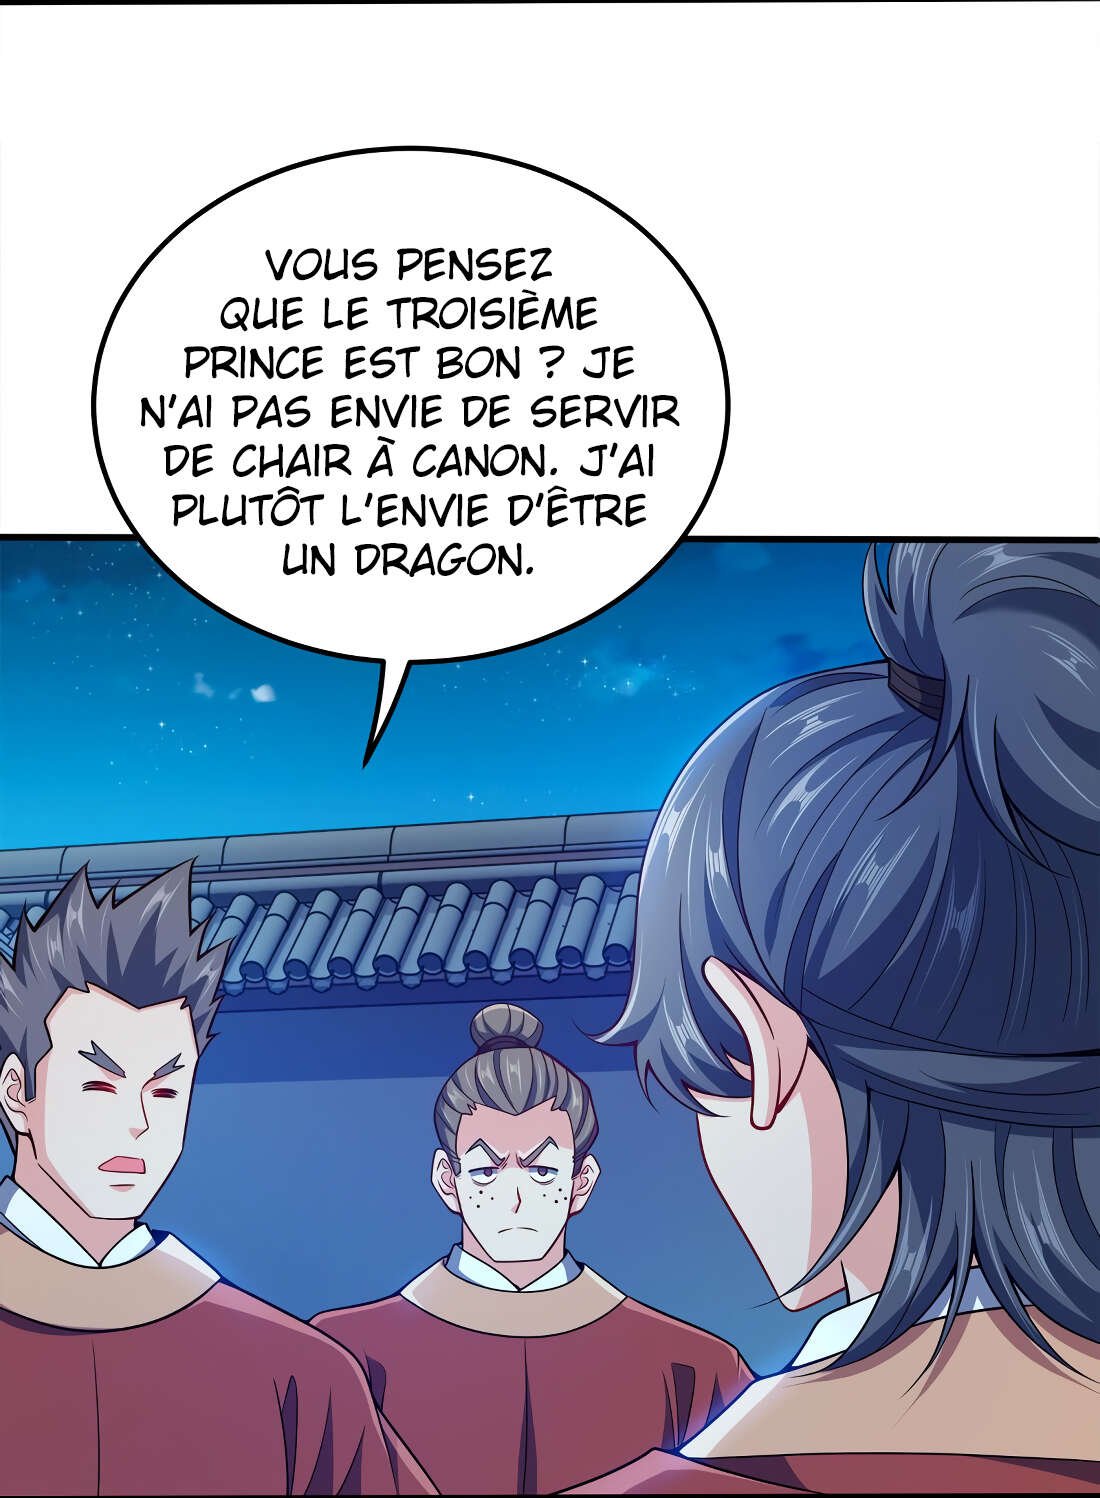 VOUS PENSEZ
QUE LE TROISIÈME
PRINCE EST BON ? JE
N'AI PAS ENVIE DE SERVIR
DE CHAIR À CANON. J'AI
PLUTÔT L'ENVIE D'ÊTRE
UN DRAGON.